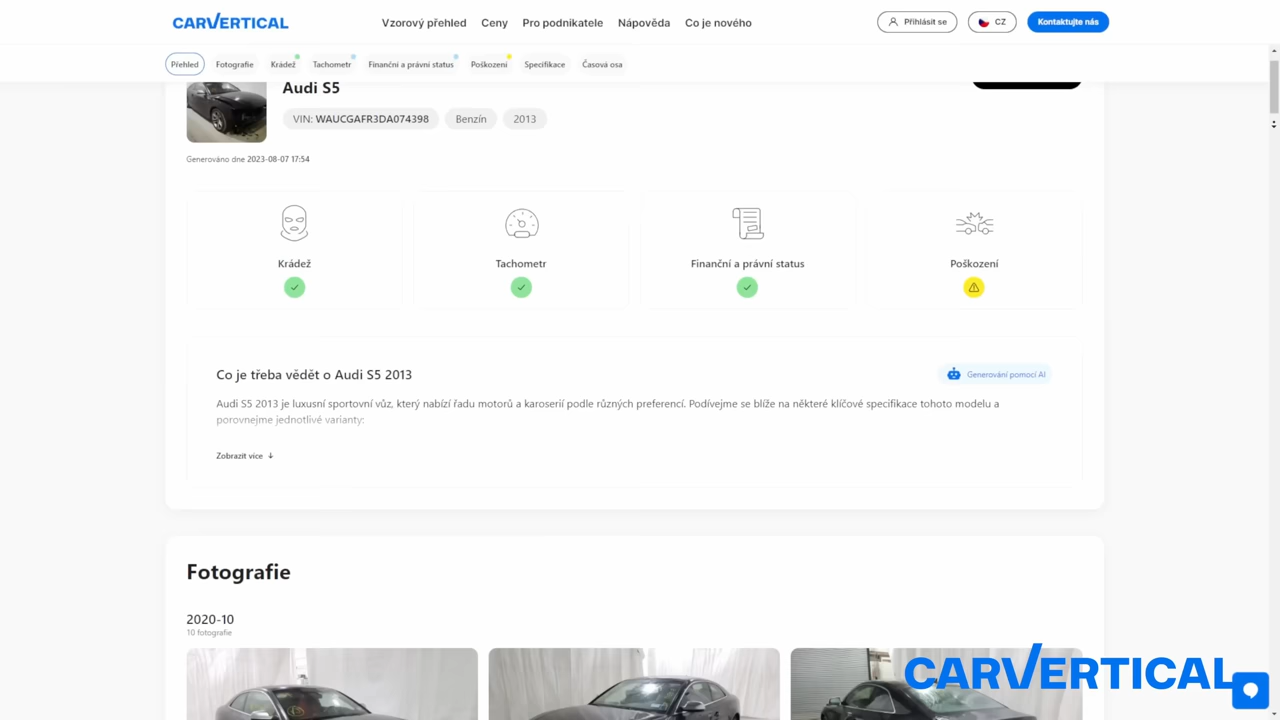 CARVERTICAL
Vzorový přehled Ceny Pro podnikatele Nápověda Co je nového
Přihlásit se CZ Kontaktujte nás
Přehled Fotografie Krádež Tachometr Finanční a právní status Poškození Specifikace Časová osa
Audi S5
VIN: WAUCGAFR3DA074398 Benzín 2013
Generováno dne 2023-08-07 17:54
Krádež Tachometr Finanční a právní status Poškození
Co je třeba vědět o Audi S5 2013
Generování pomocí AI
Audi S5 2013 je luxusní sportovní vůz, který nabízí řadu motorů a karoserií podle různých preferencí. Podívejme se blíže na některé klíčové specifikace tohoto modelu a
porovnejme jednotlivé varianty:
Zobrazit více
Fotografie
2020-10
10 fotografie
CARVERTICAL